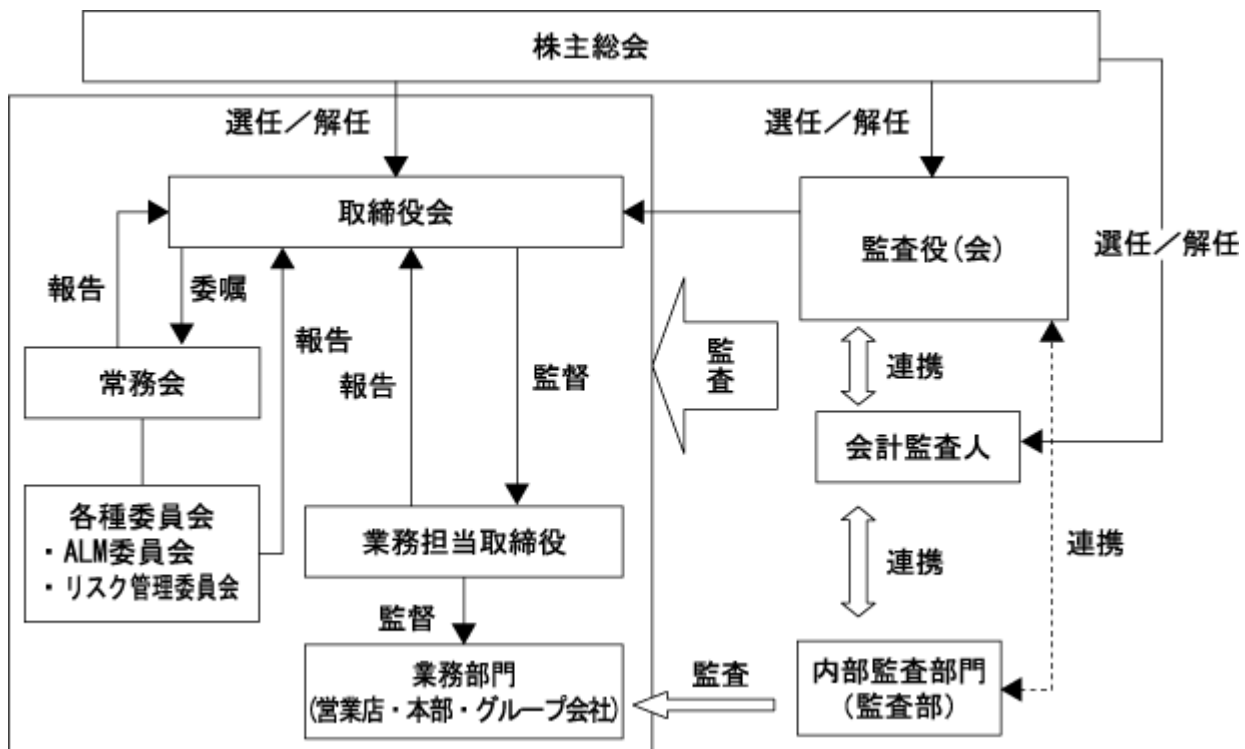 株主総会
選任／解任
選任／解任
取締役会
監査役(会)
選任／解任
報告
委嘱
報告
報告
監督
監査
連携
常務会
会計監査人
各種委員会
・ALM委員会
・リスク管理委員会
業務担当取締役
連携
連携
監督
業務部門
(営業店・本部・グループ会社)
監査
内部監査部門
(監査部)